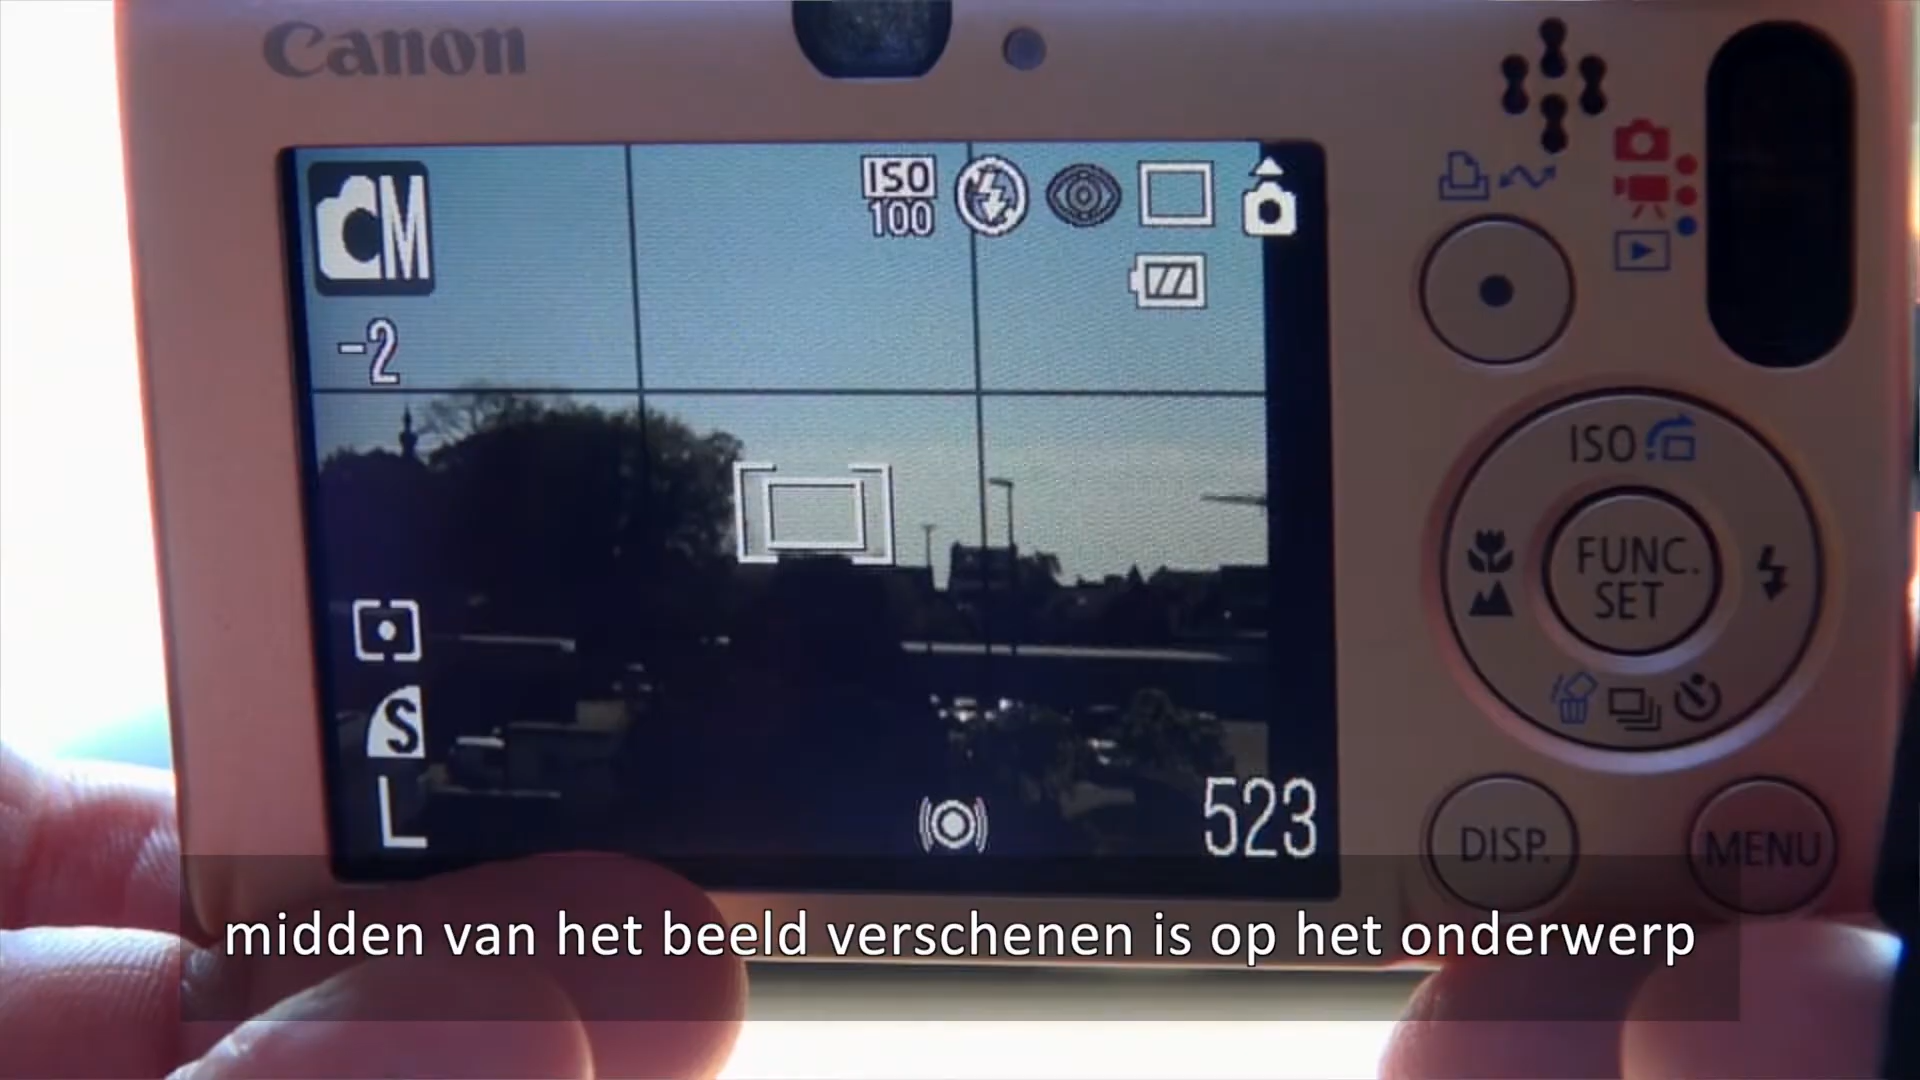 Canon
CM
ISO
100
-2
S
L
523
ISO
FUNC.
SET
DISP.
MENU
midden van het beeld verschenen is op het onderwerp